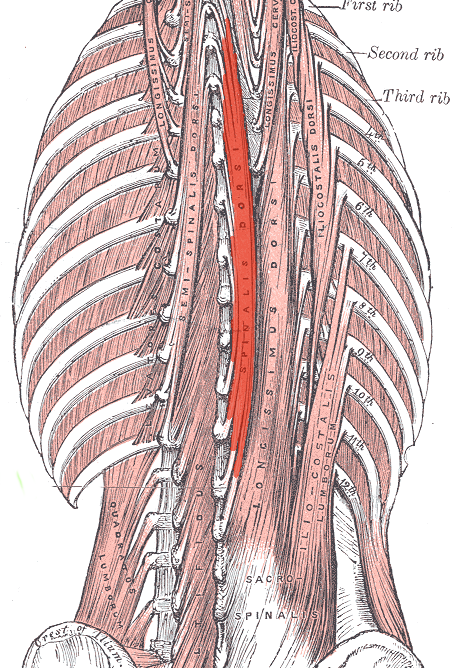 First rib
Second rib
Third rib
4th
5th
6th
7th
8th
9th
10th
11th
12th
LONGISSIMUS
SEMI-S
LONGISSIMUS CERV
ILIOCOST.
SEMI-SPINALIS DORSI
SPINALIS DORSI
LONGISSIMUS DORSI
ILIOCOSTALIS DORSI
ILIO-COSTALIS
LUMBORUM
QUADRATUS
LUMBORUM
MULTIFIDUS
SACRO-
SPINALIS
Crest of Ilium